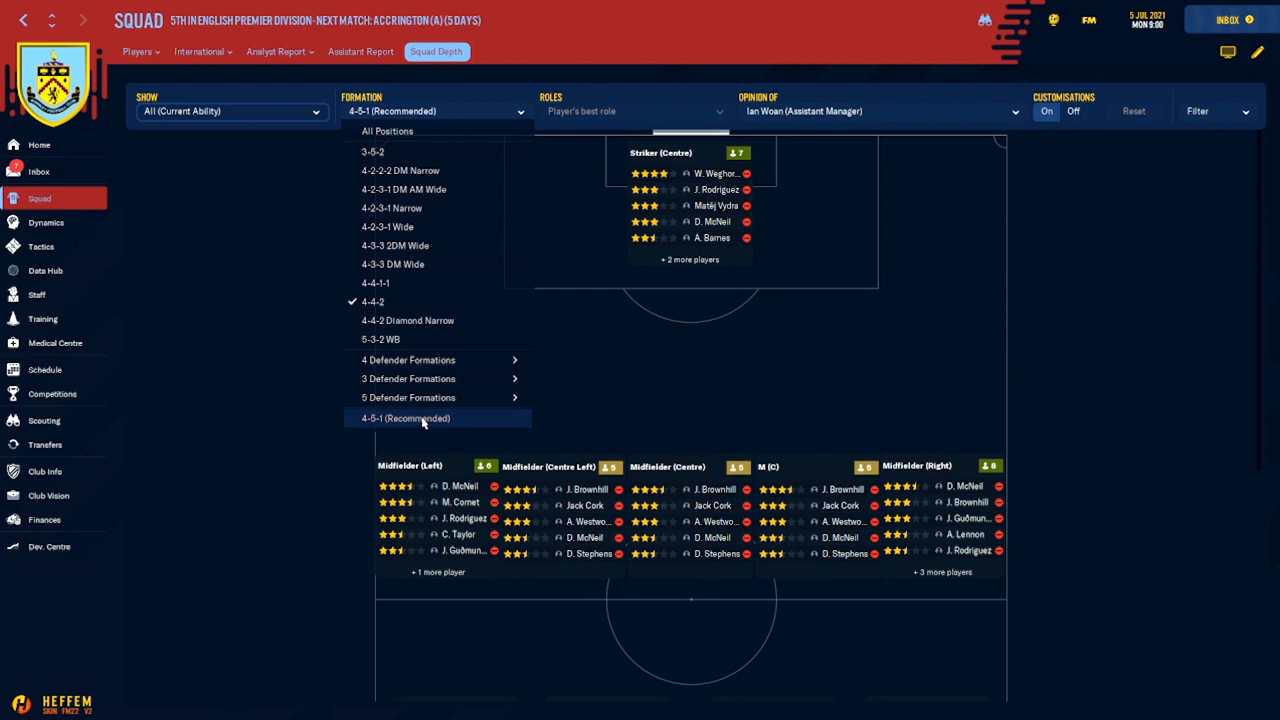 SQUAD
5TH IN ENGLISH PREMIER DIVISION - NEXT MATCH: ACCRINGTON (A) (5 DAYS)
FM
5 JUL 2021
MON 9:00
INBOX
Players
International
Analyst Report
Assistant Report
Squad Depth
SHOW
All (Current Ability)
FORMATION
4-5-1 (Recommended)
ROLES
Player's best role
OPINION OF
Ian Woan (Assistant Manager)
CUSTOMISATIONS
On Off
Reset
Filter
Home
7
Inbox
Squad
Dynamics
Tactics
Data Hub
Staff
Training
Medical Centre
Schedule
Competitions
Scouting
Transfers
Club Info
Club Vision
Finances
Dev. Centre
All Positions
3-5-2
4-2-2-2 DM Narrow
4-2-3-1 DM AM Wide
4-2-3-1 Narrow
4-2-3-1 Wide
4-3-3 2DM Wide
4-3-3 DM Wide
4-4-1-1
4-4-2
4-4-2 Diamond Narrow
5-3-2 WB
4 Defender Formations
3 Defender Formations
5 Defender Formations
4-5-1 (Recommended)
Striker (Centre) 7
W. Weghor...
J. Rodriguez
Matěj Vydra
D. McNeil
A. Barnes
+ 2 more players
Midfielder (Left) 6
D. McNeil
M. Cornet
J. Rodriguez
C. Taylor
J. Guðmun...
+ 1 more player
Midfielder (Centre Left) 5
J. Brownhill
Jack Cork
A. Westwo...
D. McNeil
D. Stephens
Midfielder (Centre) 5
J. Brownhill
Jack Cork
A. Westwo...
D. McNeil
D. Stephens
M (C) 5
J. Brownhill
Jack Cork
A. Westwo...
D. McNeil
D. Stephens
Midfielder (Right) 8
D. McNeil
J. Brownhill
J. Guðmun...
A. Lennon
J. Rodriguez
+ 3 more players
HEFFEM
SKIN FM22 V2